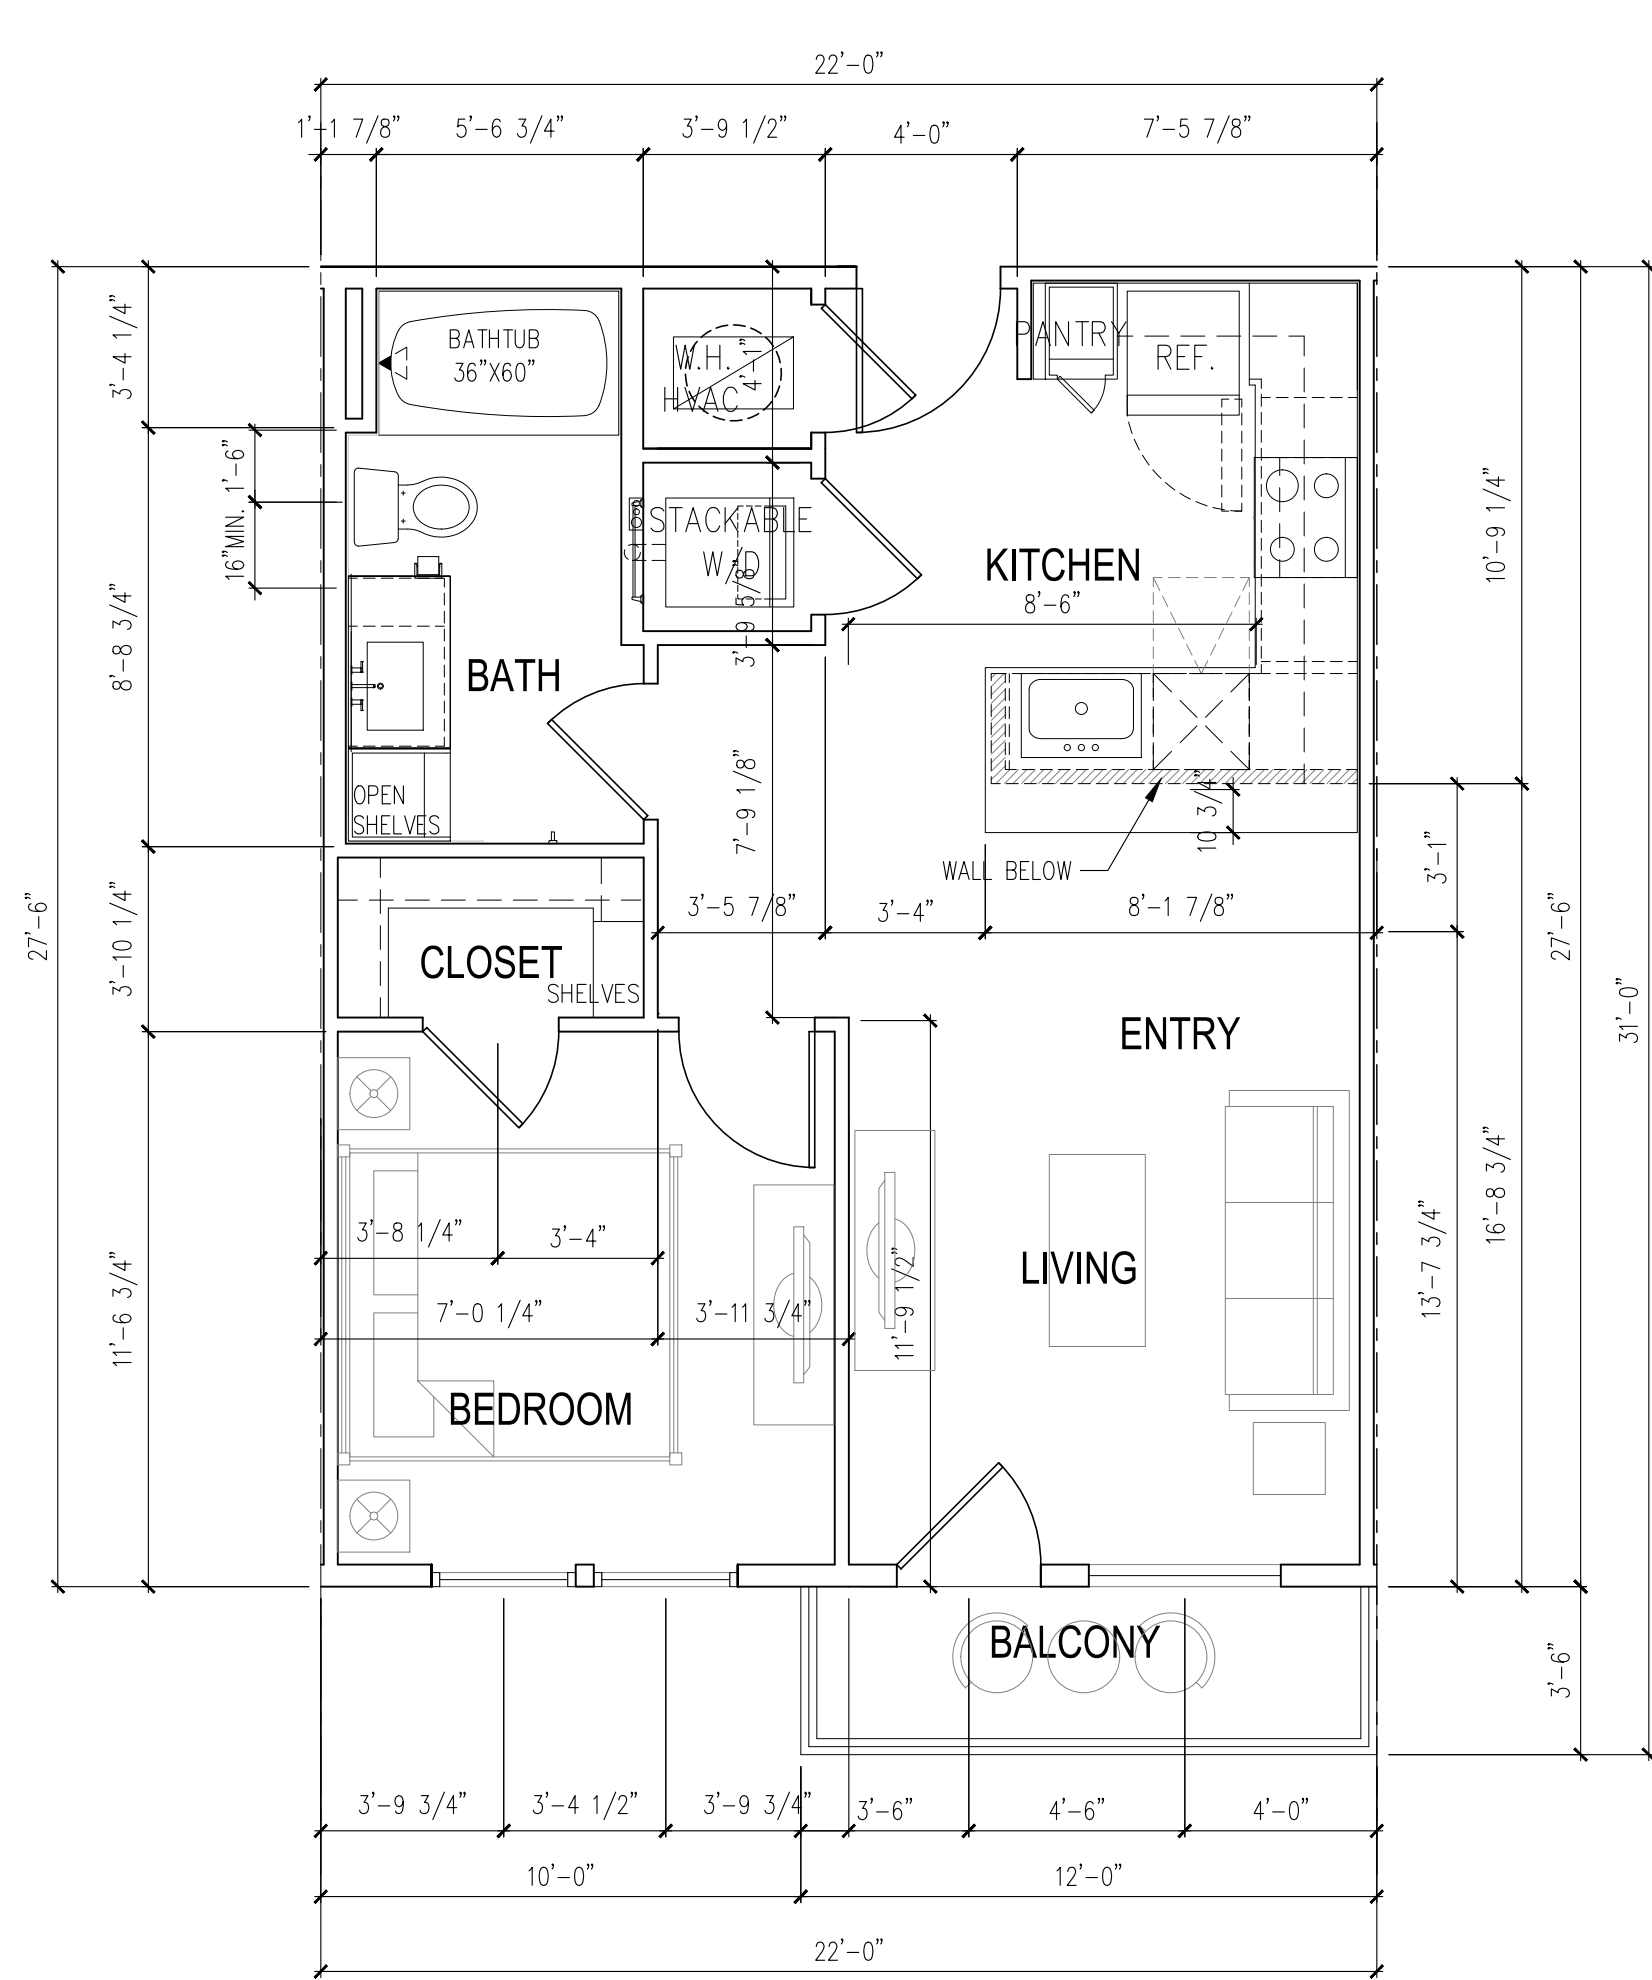 22’-0”
1’-1 7/8”
5’-6 3/4”
3’-9 1/2”
4’-0”
7’-5 7/8”
3’-4 1/4”
BATHTUB
36”X60”
W.H.
HVAC
4’-1”
PANTRY
REF.
1’-6”
16”MIN.
STACKABLE
W/D
3’-9 5/8”
KITCHEN
8’-6”
10’-9 1/4”
8’-8 3/4”
BATH
OPEN
SHELVES
7’-9 1/8”
10 3/4”
WALL BELOW
3’-1”
27’-6”
3’-10 1/4”
3’-5 7/8”
3’-4”
8’-1 7/8”
27’-6”
CLOSET
SHELVES
ENTRY
31’-0”
3’-8 1/4”
3’-4”
16’-8 3/4”
13’-7 3/4”
11’-6 3/4”
7’-0 1/4”
3’-11 3/4”
11’-9 1/2”
LIVING
BEDROOM
BALCONY
3’-6”
3’-9 3/4”
3’-4 1/2”
3’-9 3/4”
3’-6”
4’-6”
4’-0”
10’-0”
12’-0”
22’-0”